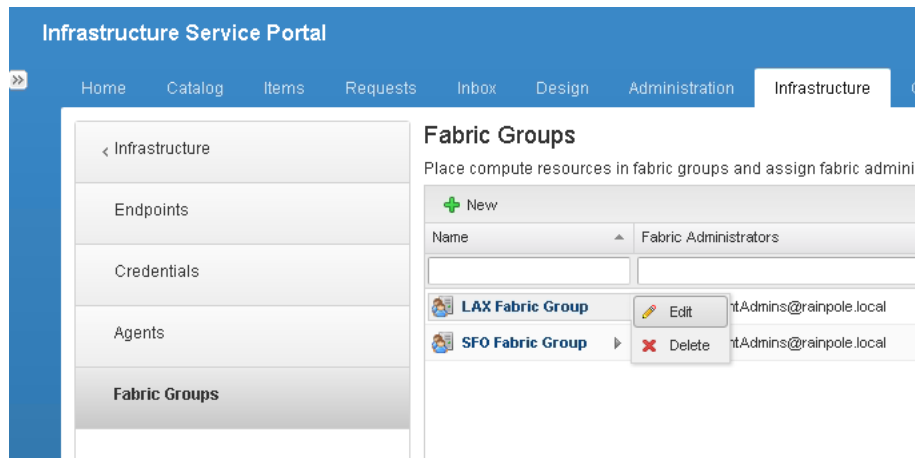 Infrastructure Service Portal
Home Catalog Items Requests Inbox Design Administration Infrastructure
< Infrastructure
Endpoints
Credentials
Agents
Fabric Groups
Fabric Groups
Place compute resources in fabric groups and assign fabric admini
New
Name Fabric Administrators
LAX Fabric Group ntAdmins@rainpole.local
Edit
SFO Fabric Group ntAdmins@rainpole.local
Delete